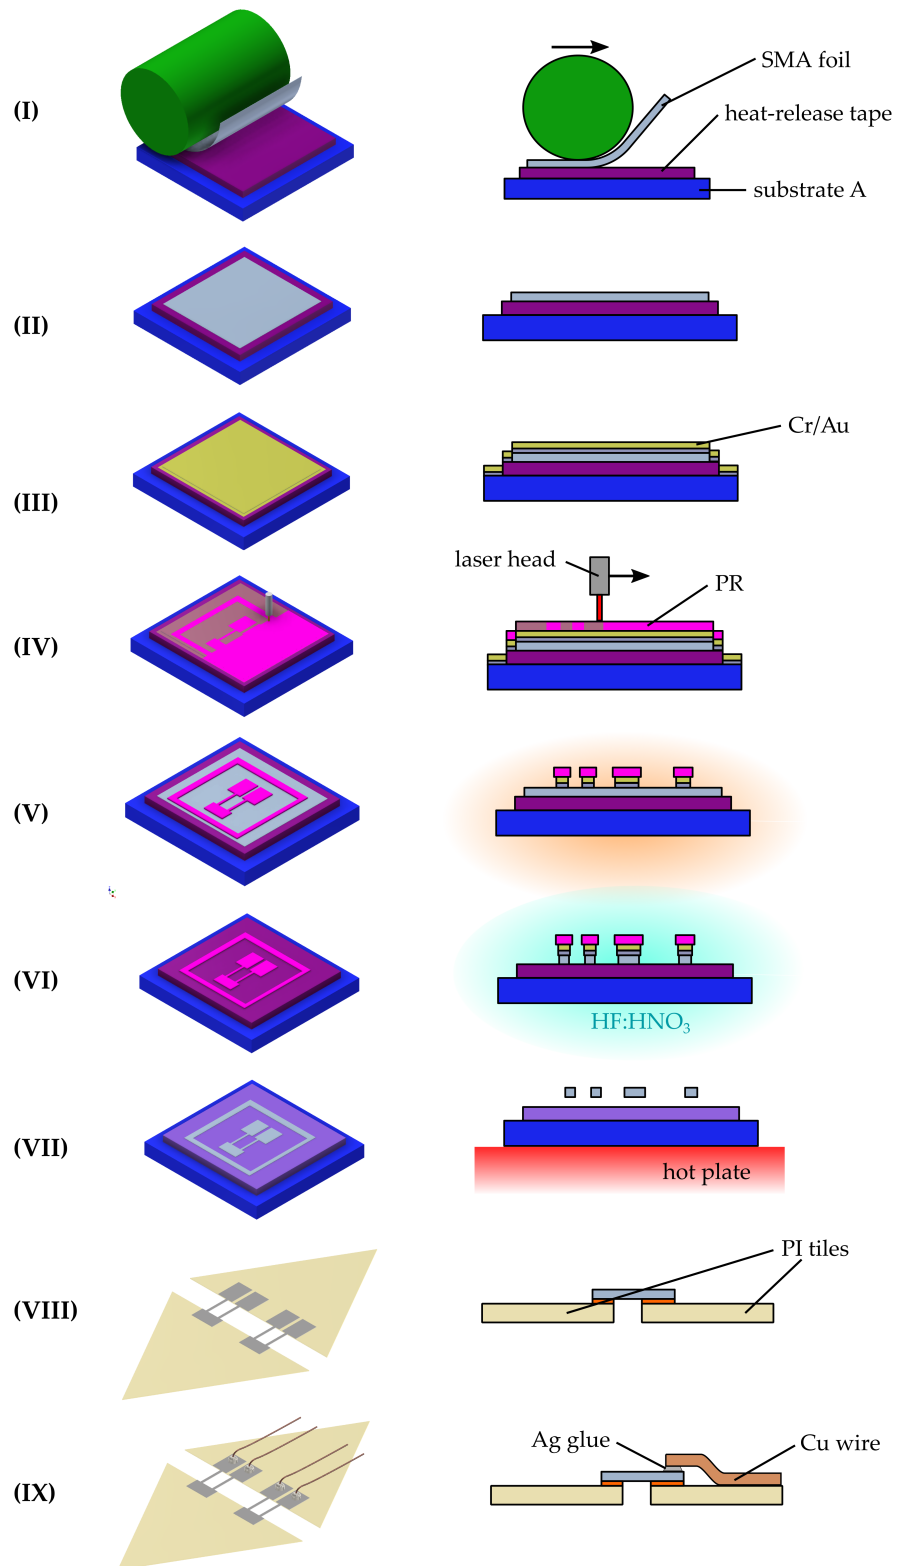 (I)
SMA foil
heat-release tape
substrate A
(II)
(III)
Cr/Au
(IV)
laser head
PR
(V)
(VI)
HF:HNO₃
(VII)
hot plate
(VIII)
PI tiles
(IX)
Ag glue
Cu wire